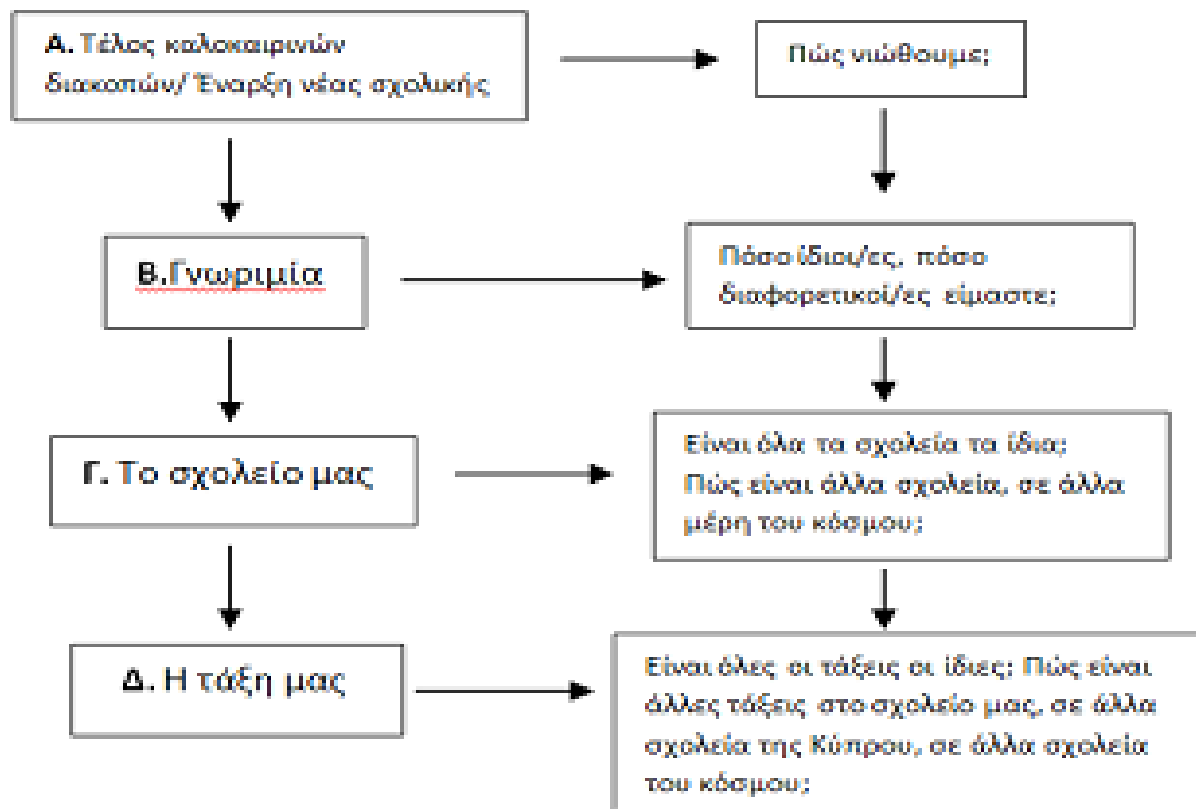 Α. Τέλος καλοκαιρινών
διακοπών/ Έναρξη νέας σχολικής
Πώς νιώθουμε;
Β.Γνωριμία
Πόσο ίδιοι/ες, πόσο
διαφορετικοί/ες είμαστε;
Γ. Το σχολείο μας
Είναι όλα τα σχολεία τα ίδια;
Πώς είναι άλλα σχολεία, σε άλλα
μέρη του κόσμου;
Δ. Η τάξη μας
Είναι όλες οι τάξεις οι ίδιες; Πώς είναι
άλλες τάξεις στο σχολείο μας, σε άλλα
σχολεία της Κύπρου, σε άλλα σχολεία
του κόσμου;